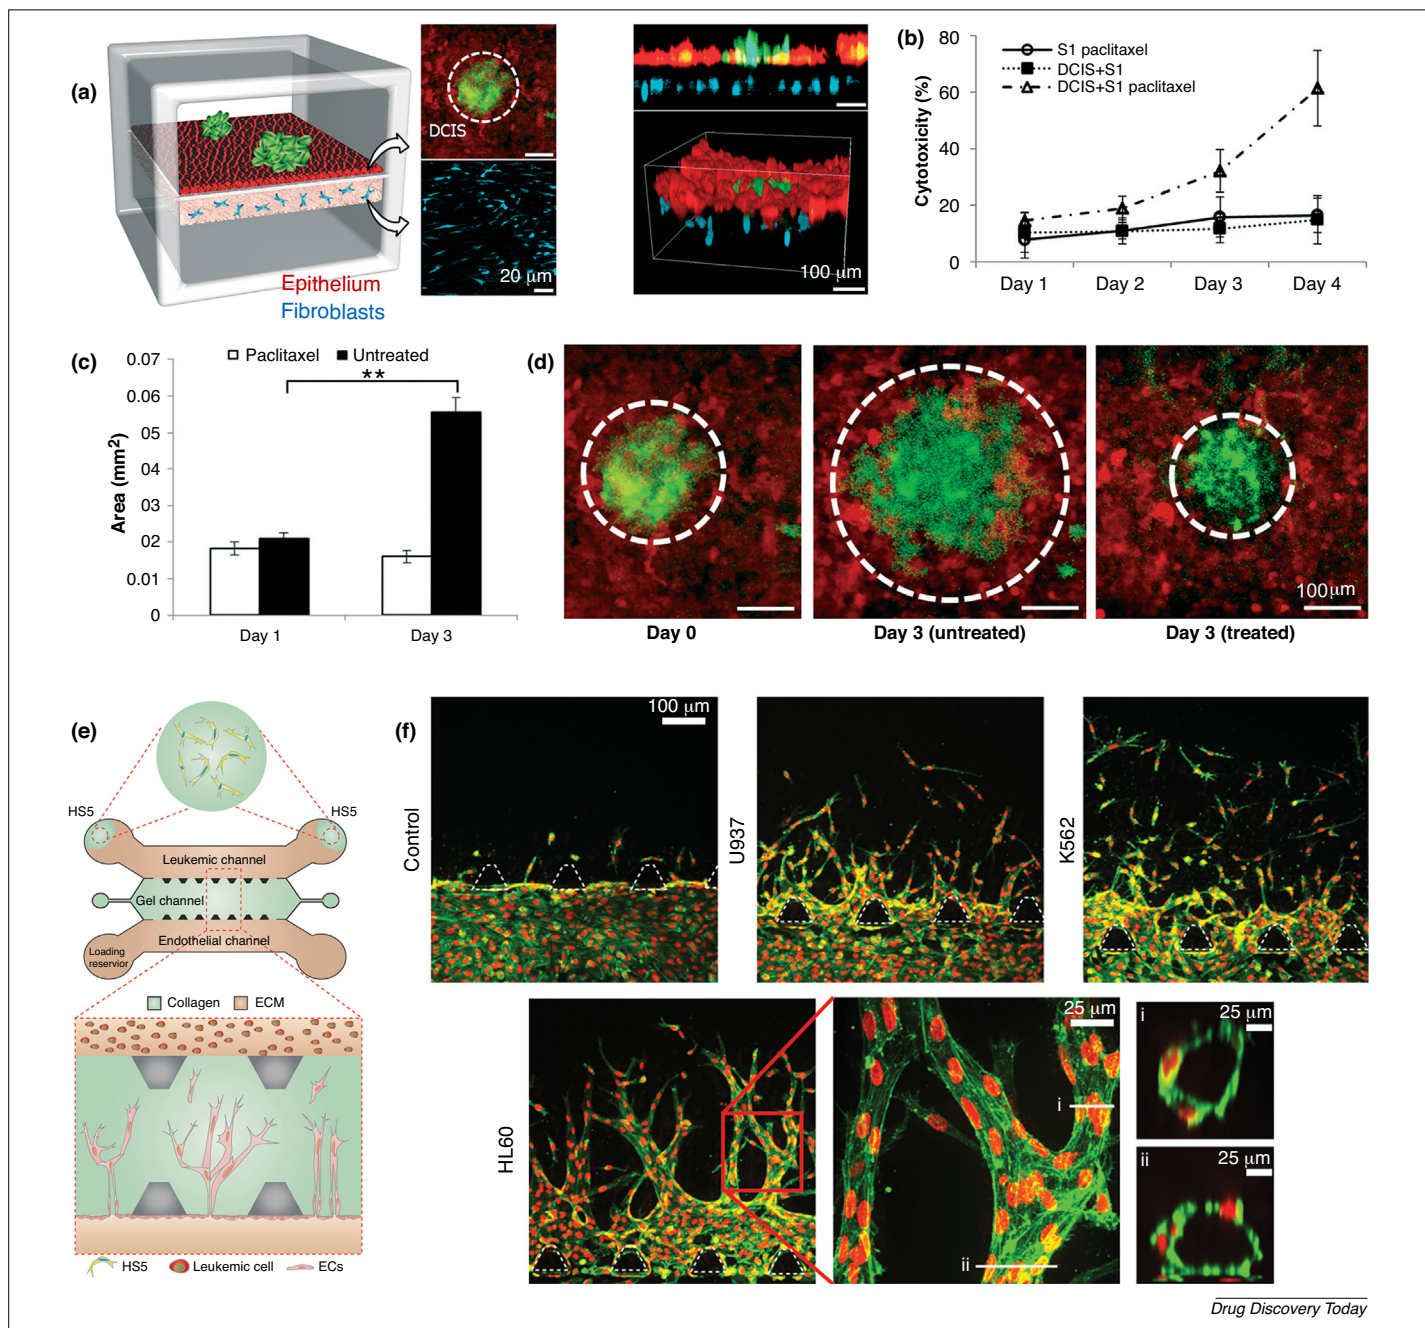 (a)
DCIS
20 μm
Epithelium
Fibroblasts
100 μm
(b)
80
60
40
20
0
Cytotoxicity (%)
S1 paclitaxel
DCIS+S1
DCIS+S1 paclitaxel
Day 1
Day 2
Day 3
Day 4
(c)
0.07
0.06
05
04
03
02
0.01
0
Area (mm2)
Paclitaxel
Untreated
**
Day 1
Day 3
(d)
100μm
Day 0
Day 3 (untreated)
Day 3 (treated)
(e)
HS5
HS5
Leukemic channel
Gel channel
Endothelial channel
Loading
reservior
Collagen
ECM
HS5
Leukemic cell
ECs
(f)
Control
100 μm
U937
K562
HL60
25 μm
i
ii
i
25
μm
ii
25 μm
Drug Discovery Today